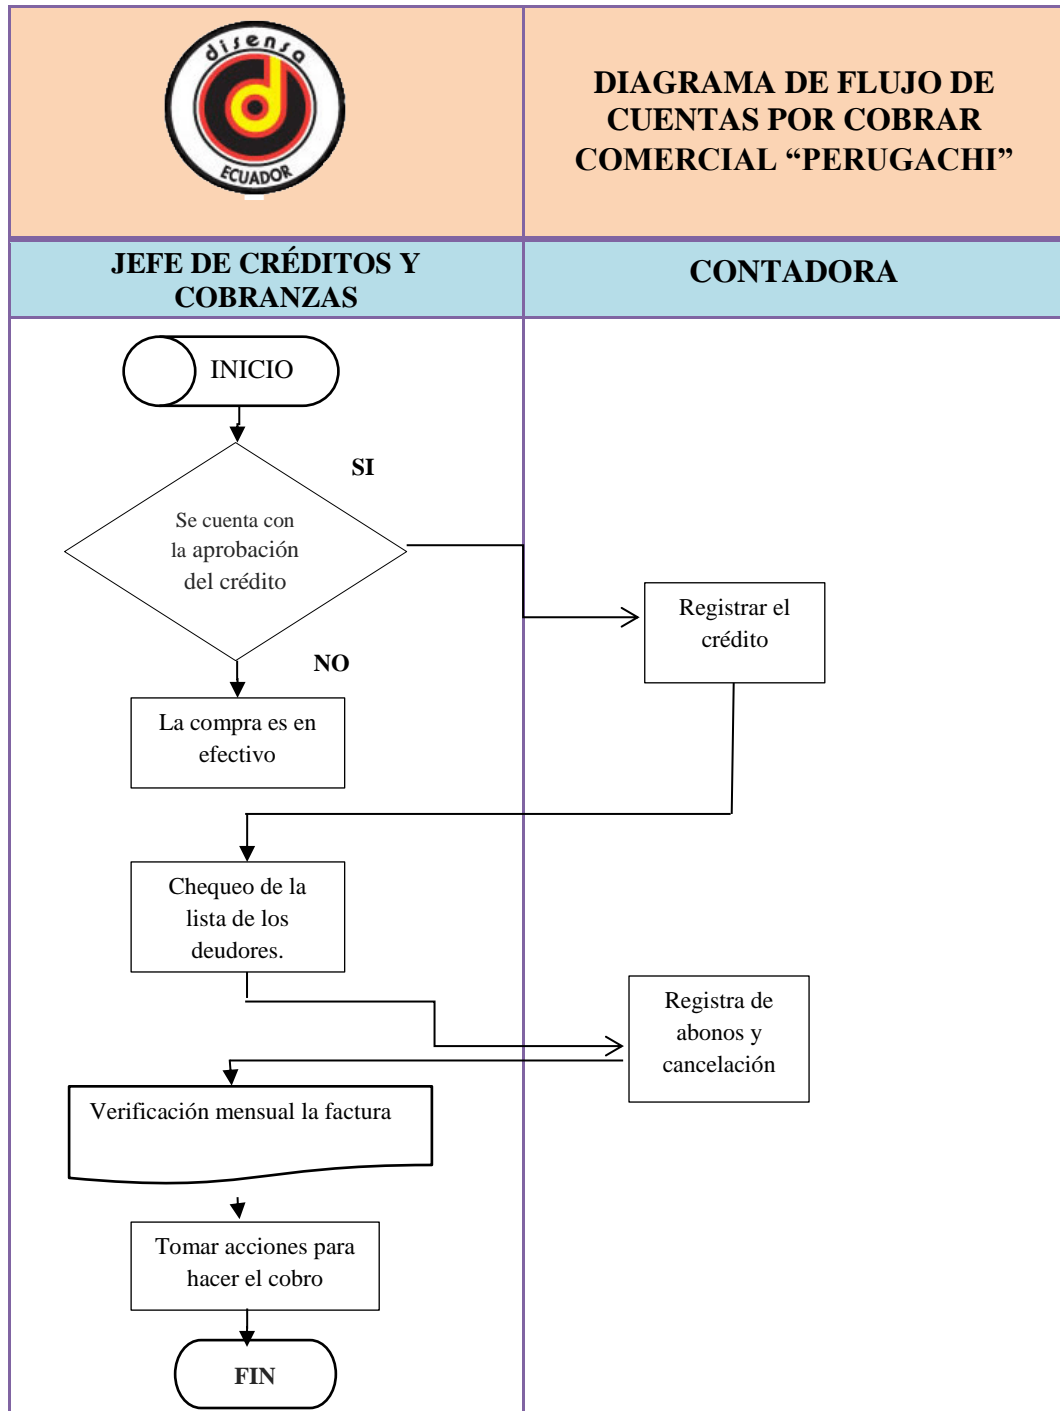 disensa
ECUADOR
DIAGRAMA DE FLUJO DE
CUENTAS POR COBRAR
COMERCIAL “PERUGACHI”
JEFE DE CRÉDITOS Y
COBRANZAS
CONTADORA
INICIO
SI
Se cuenta con
la aprobación
del crédito
Registrar el
crédito
NO
La compra es en
efectivo
Chequeo de la
lista de los
deudores.
Registra de
abonos y
cancelación
Verificación mensual la factura
Tomar acciones para
hacer el cobro
FIN